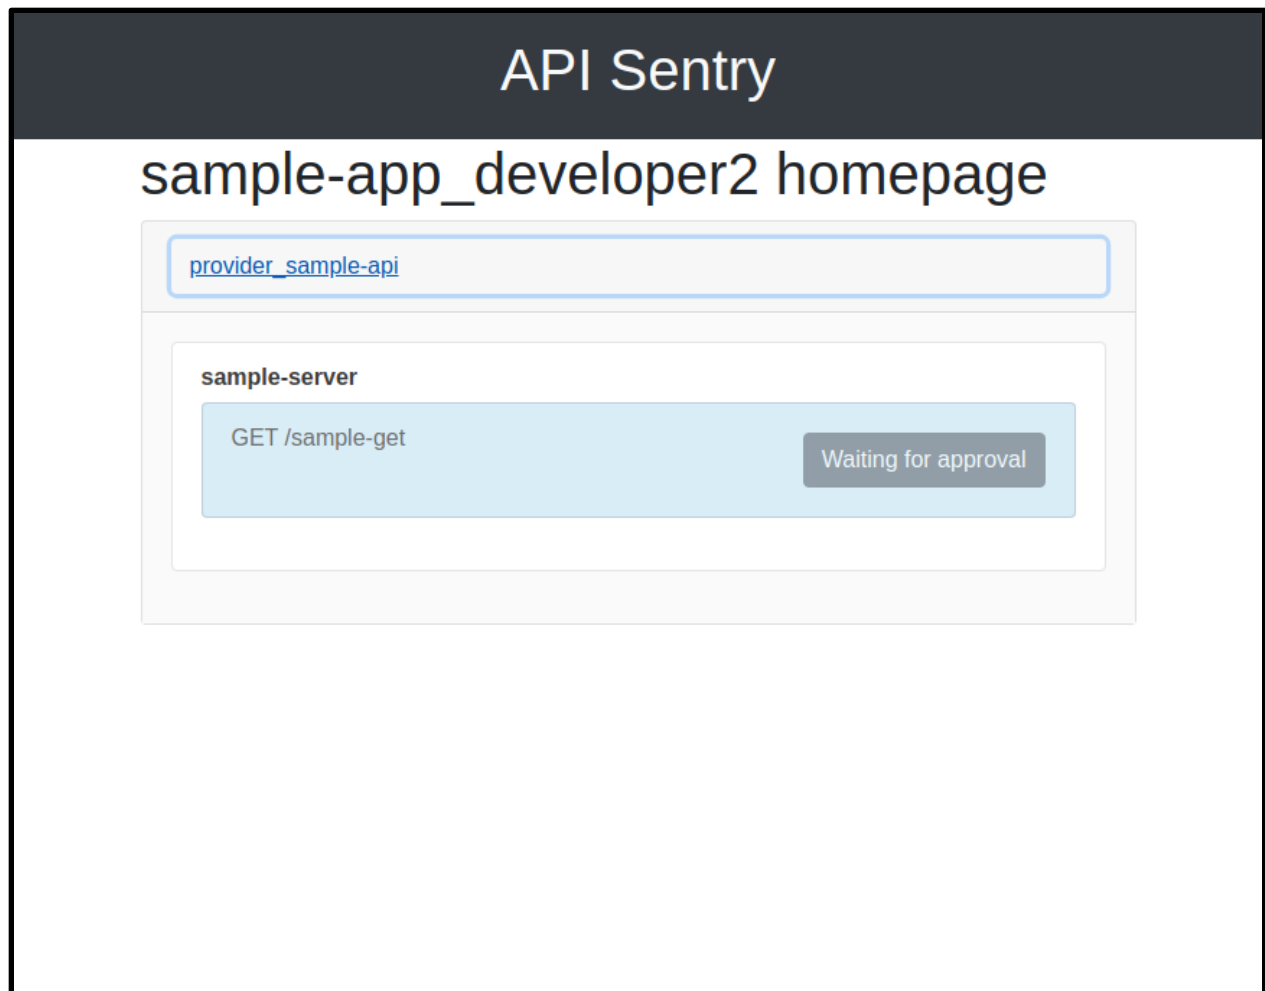 API Sentry
sample-app_developer2 homepage
provider_sample-api
sample-server
GET /sample-get
Waiting for approval